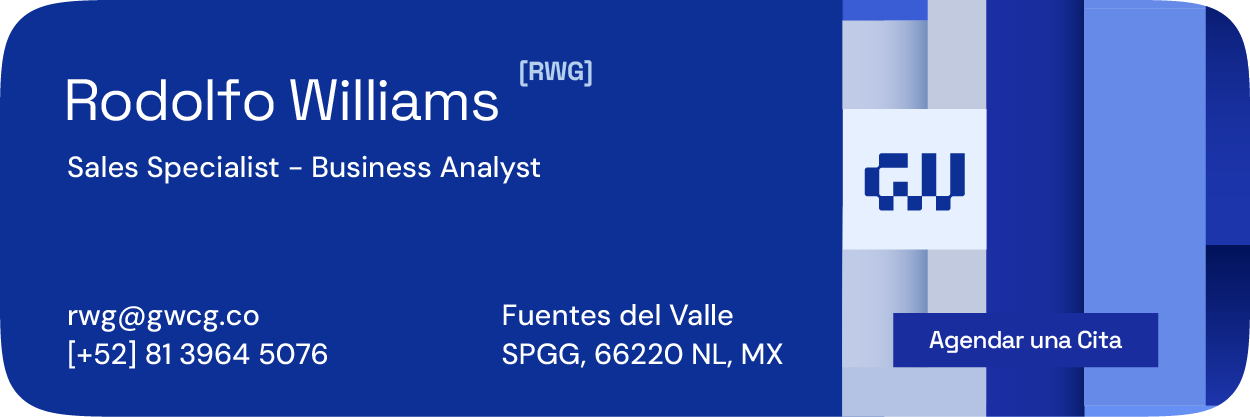 Rodolfo Williams [RWG]
Sales Specialist – Business Analyst
rwg@gwcg.co
[+52] 81 3964 5076
Fuentes del Valle
SPGG, 66220 NL, MX
GW
Agendar una Cita